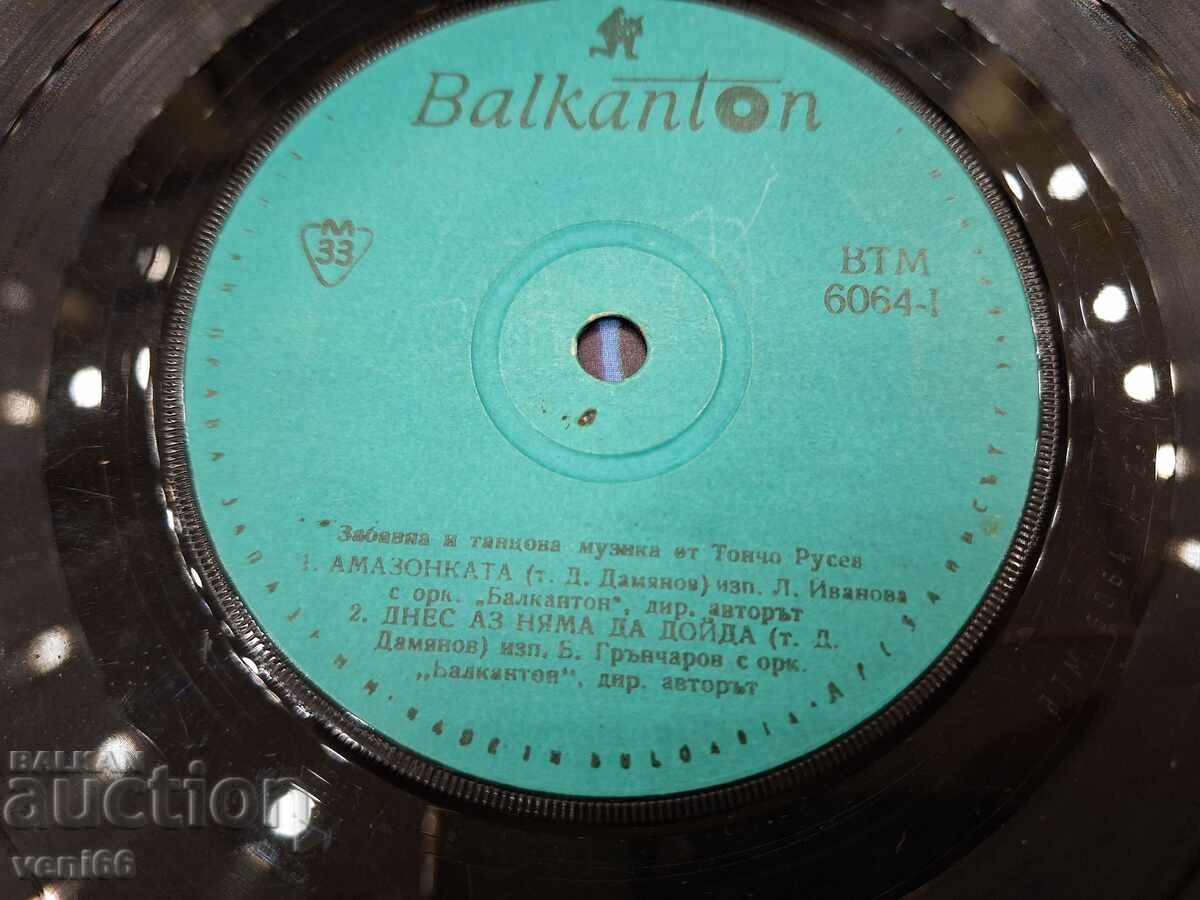 Balkanton
M
33
ВТМ
6064-I
Забавна и танцова музика от Тончо Русев
1. АМАЗОНКАТА (т. Д. Дамянов) изп. Л. Иванова
с орк. „Балкантон", дир. авторът
2. ДНЕС АЗ НЯМА ДА ДОЙДА (т. Д.
Дамянов) изп. Б. Грънчаров с орк.
„Балкантон", дир. авторът
BALKAN
auction
veni66